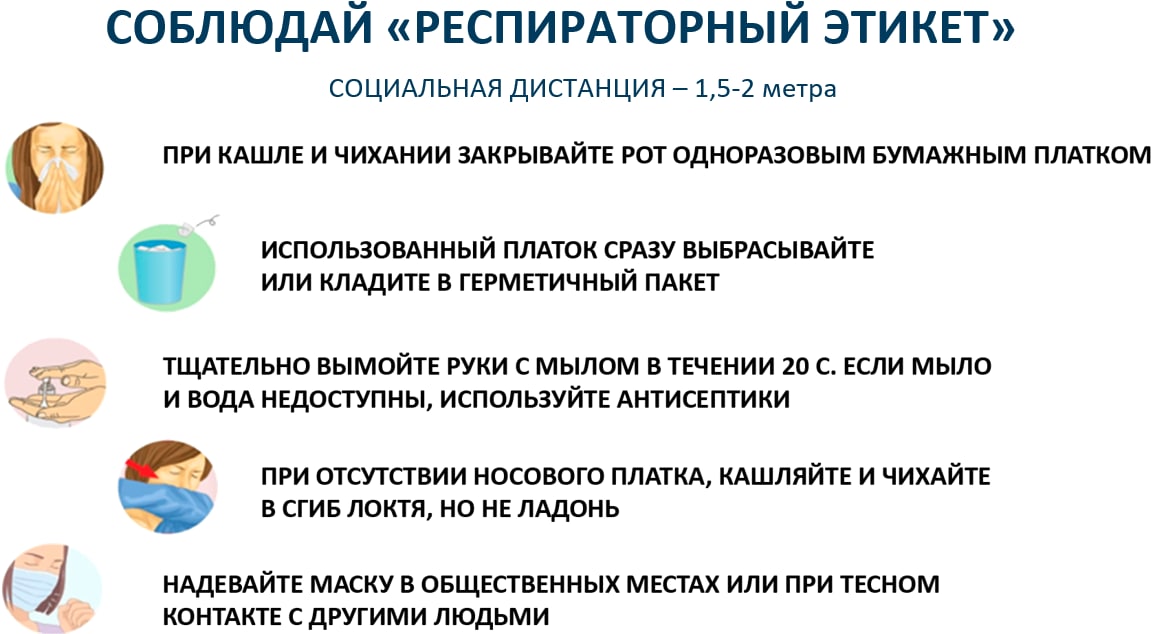 СОБЛЮДАЙ «РЕСПИРАТОРНЫЙ ЭТИКЕТ»
СОЦИАЛЬНАЯ ДИСТАНЦИЯ – 1,5-2 метра
ПРИ КАШЛЕ И ЧИХАНИИ ЗАКРЫВАЙТЕ РОТ ОДНОРАЗОВЫМ БУМАЖНЫМ ПЛАТКОМ
ИСПОЛЬЗОВАННЫЙ ПЛАТОК СРАЗУ ВЫБРАСЫВАЙТЕ
ИЛИ КЛАДИТЕ В ГЕРМЕТИЧНЫЙ ПАКЕТ
ТЩАТЕЛЬНО ВЫМОЙТЕ РУКИ С МЫЛОМ В ТЕЧЕНИИ 20 С. ЕСЛИ МЫЛО
И ВОДА НЕДОСТУПНЫ, ИСПОЛЬЗУЙТЕ АНТИСЕПТИКИ
ПРИ ОТСУТСТВИИ НОСОВОГО ПЛАТКА, КАШЛЯЙТЕ И ЧИХАЙТЕ
В СГИБ ЛОКТЯ, НО НЕ ЛАДОНЬ
НАДЕВАЙТЕ МАСКУ В ОБЩЕСТВЕННЫХ МЕСТАХ ИЛИ ПРИ ТЕСНОМ
КОНТАКТЕ С ДРУГИМИ ЛЮДЬМИ